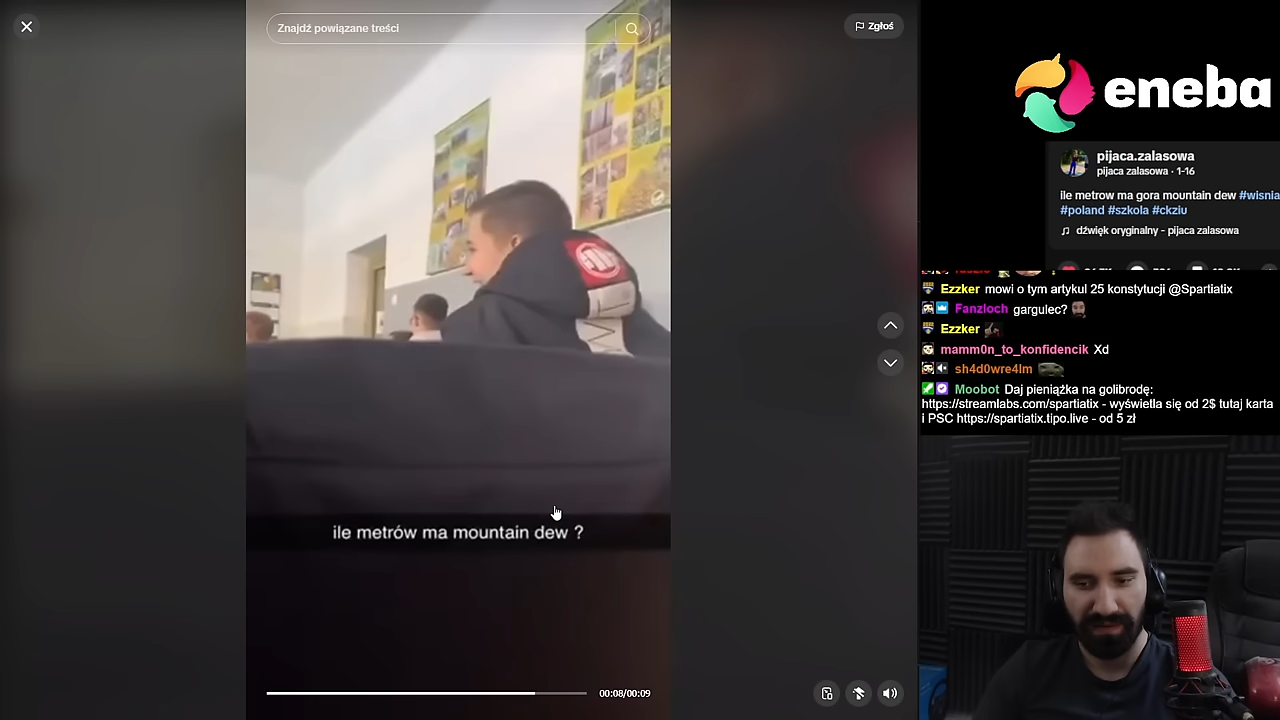 Znajdź powiązane treści
Zgłoś
ile metrów ma mountain dew ?
00:08/00:09
eneba
pijaca.zalasowa
pijaca zalasowa · 1-16
ile metrow ma gora mountain dew #wisnia
#poland #szkola #ckziu
dźwięk oryginalny - pijaca zalasowa
Ezzker mowi o tym artykul 25 konstytucji @Spartiatix
Fanzloch gargulec?
Ezzker
mamm0n_to_konfidencik Xd
sh4d0wre4lm
Moobot Daj pieniążka na golibrodę:
https://streamlabs.com/spartiatix - wyświetla się od 2$ tutaj karta
i PSC https://spartiatix.tipo.live - od 5 zł